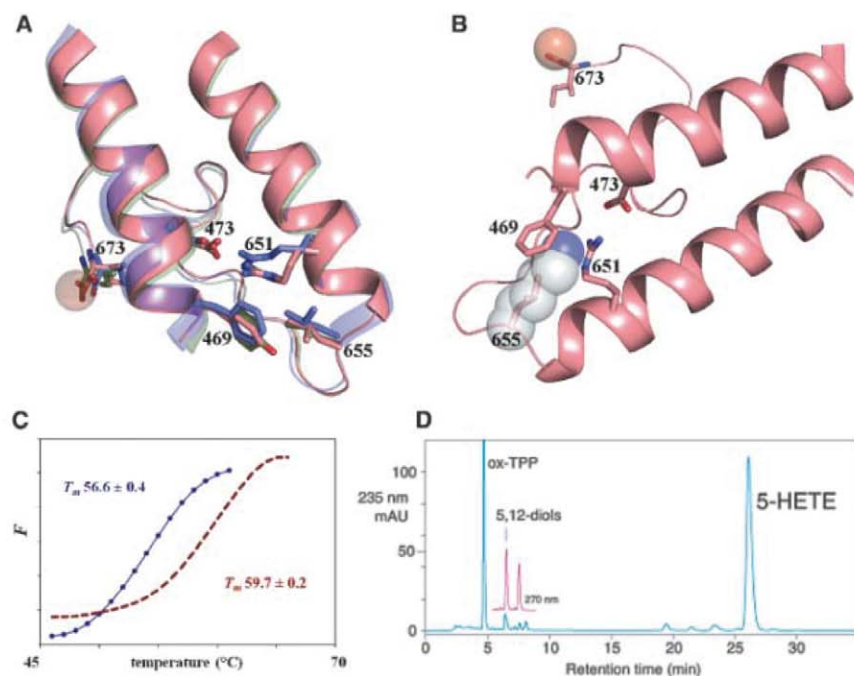 A
673
473
651
469
655
B
673
473
469
651
655
C
F
Tm 56.6 ± 0.4
Tm 59.7 ± 0.2
45
temperature (°C)
70
D
100
235 nm
mAU
50
0
ox-TPP
5,12-diols
270 nm
5-HETE
0
5
10
15
20
25
30
Retention time (min)